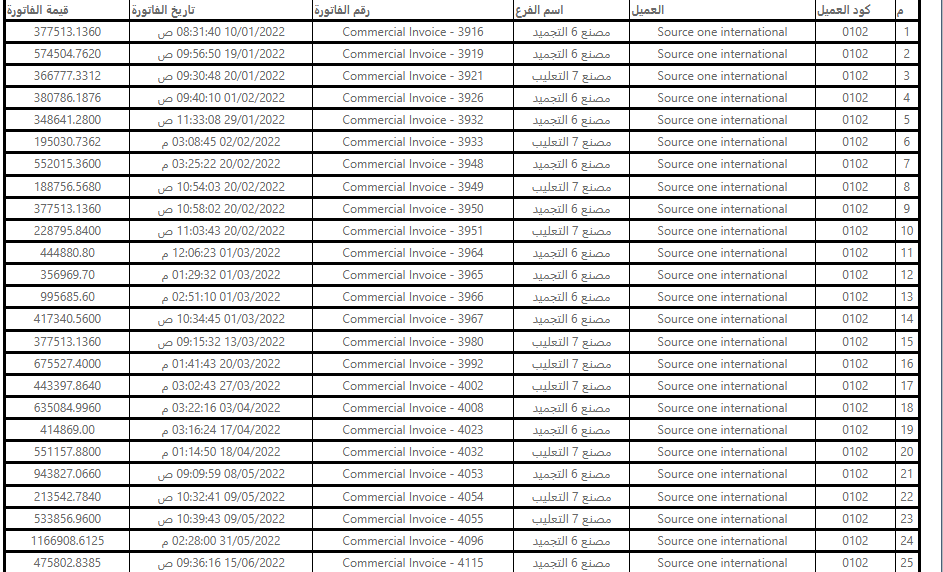 م كود العميل العميل اسم الفرع رقم الفاتورة تاريخ الفاتورة قيمة الفاتورة
1 0102 Source one international مصنع 6 التجميد Commercial Invoice - 3916 10/01/2022 08:31:40 ص 377513.1360
2 0102 Source one international مصنع 6 التجميد Commercial Invoice - 3919 19/01/2022 09:56:50 ص 574504.7620
3 0102 Source one international مصنع 7 التعليب Commercial Invoice - 3921 20/01/2022 09:30:48 ص 366777.3312
4 0102 Source one international مصنع 6 التجميد Commercial Invoice - 3926 01/02/2022 09:40:10 ص 380786.1876
5 0102 Source one international مصنع 6 التجميد Commercial Invoice - 3932 29/01/2022 11:33:08 ص 348641.2800
6 0102 Source one international مصنع 7 التعليب Commercial Invoice - 3933 02/02/2022 03:08:45 م 195030.7362
7 0102 Source one international مصنع 6 التجميد Commercial Invoice - 3948 20/02/2022 03:25:22 م 552015.3600
8 0102 Source one international مصنع 7 التعليب Commercial Invoice - 3949 20/02/2022 10:54:03 ص 188756.5680
9 0102 Source one international مصنع 6 التجميد Commercial Invoice - 3950 20/02/2022 10:58:02 ص 377513.1360
10 0102 Source one international مصنع 7 التعليب Commercial Invoice - 3951 20/02/2022 11:03:43 ص 228795.8400
11 0102 Source one international مصنع 6 التجميد Commercial Invoice - 3964 01/03/2022 12:06:23 م 444880.80
12 0102 Source one international مصنع 6 التجميد Commercial Invoice - 3965 01/03/2022 01:29:32 م 356969.70
13 0102 Source one international مصنع 6 التجميد Commercial Invoice - 3966 01/03/2022 02:51:10 م 995685.60
14 0102 Source one international مصنع 6 التجميد Commercial Invoice - 3967 01/03/2022 10:34:45 ص 417340.5600
15 0102 Source one international مصنع 7 التعليب Commercial Invoice - 3980 13/03/2022 09:15:32 ص 377513.1360
16 0102 Source one international مصنع 7 التعليب Commercial Invoice - 3992 20/03/2022 01:41:43 م 675527.4000
17 0102 Source one international مصنع 7 التعليب Commercial Invoice - 4002 27/03/2022 03:02:43 م 443397.8640
18 0102 Source one international مصنع 6 التجميد Commercial Invoice - 4008 03/04/2022 03:22:16 م 635084.9960
19 0102 Source one international مصنع 6 التجميد Commercial Invoice - 4023 17/04/2022 03:16:24 م 414869.00
20 0102 Source one international مصنع 7 التعليب Commercial Invoice - 4032 18/04/2022 01:14:50 م 551157.8800
21 0102 Source one international مصنع 6 التجميد Commercial Invoice - 4053 08/05/2022 09:09:59 ص 943827.0660
22 0102 Source one international مصنع 7 التعليب Commercial Invoice - 4054 09/05/2022 10:32:41 ص 213542.7840
23 0102 Source one international مصنع 7 التعليب Commercial Invoice - 4055 09/05/2022 10:39:43 ص 533856.9600
24 0102 Source one international مصنع 6 التجميد Commercial Invoice - 4096 31/05/2022 02:28:00 م 1166908.6125
25 0102 Source one international مصنع 6 التجميد Commercial Invoice - 4115 15/06/2022 09:36:16 ص 475802.8385